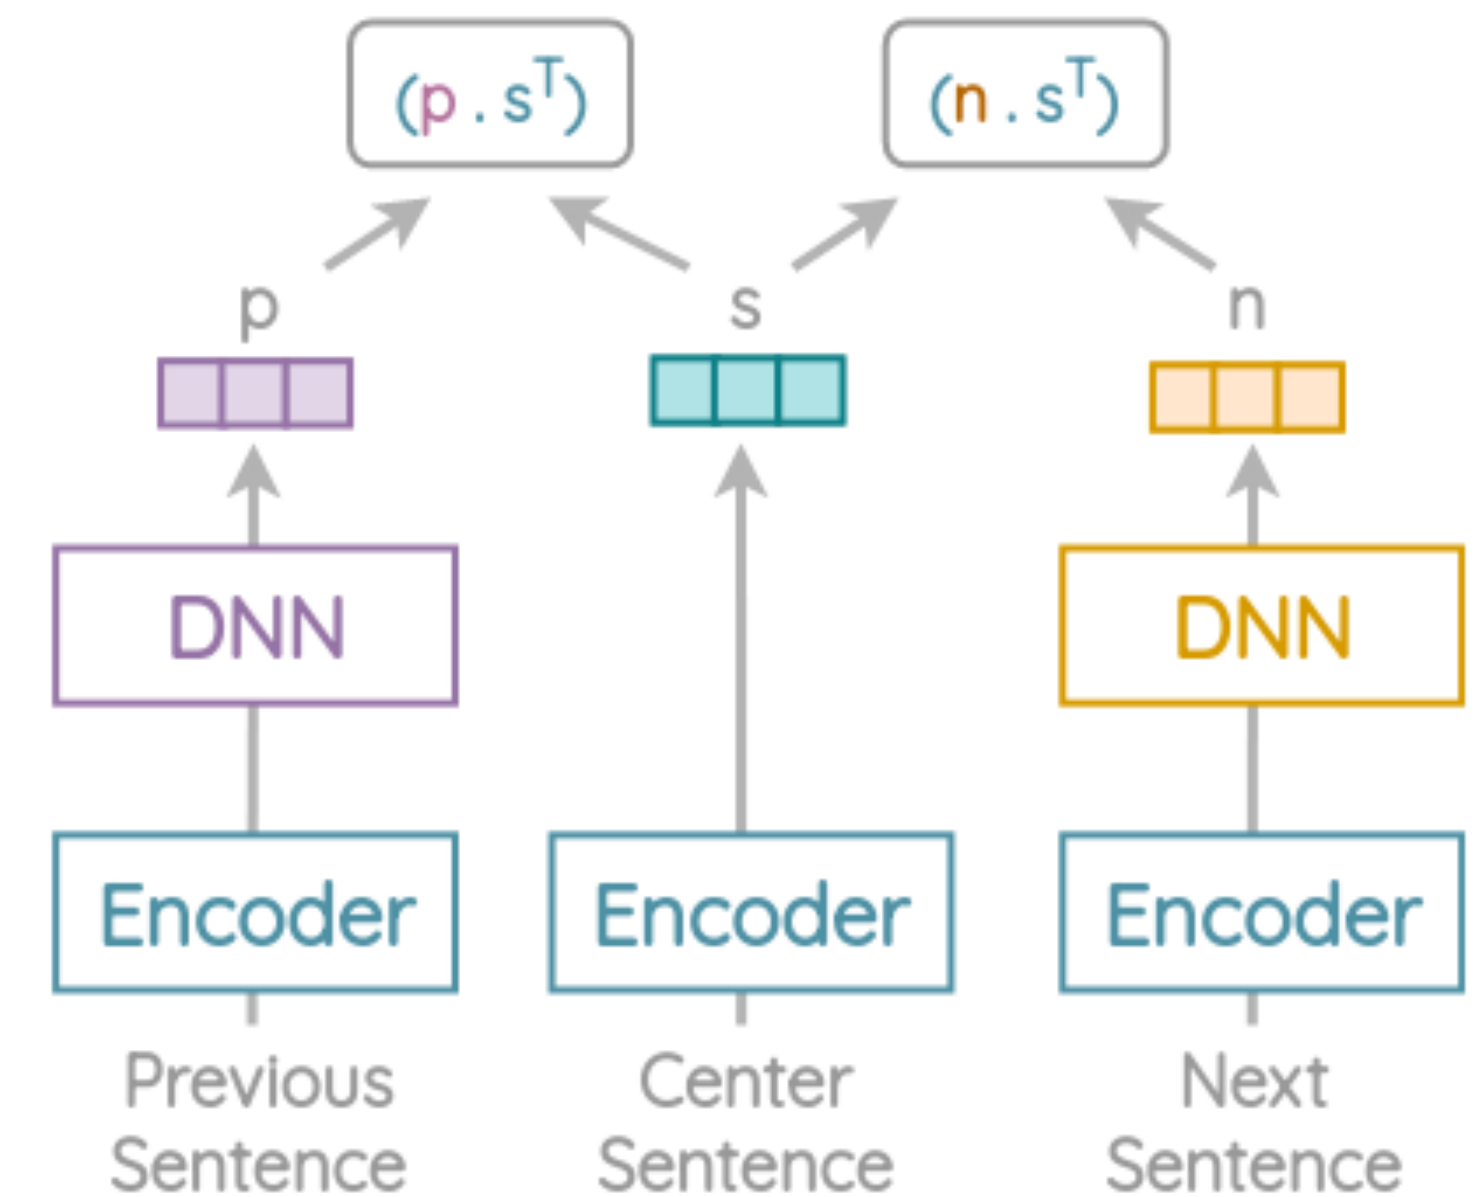 (p . sᵀ)
(n . sᵀ)
p
s
n
DNN
DNN
Encoder
Encoder
Encoder
Previous
Sentence
Center
Sentence
Next
Sentence